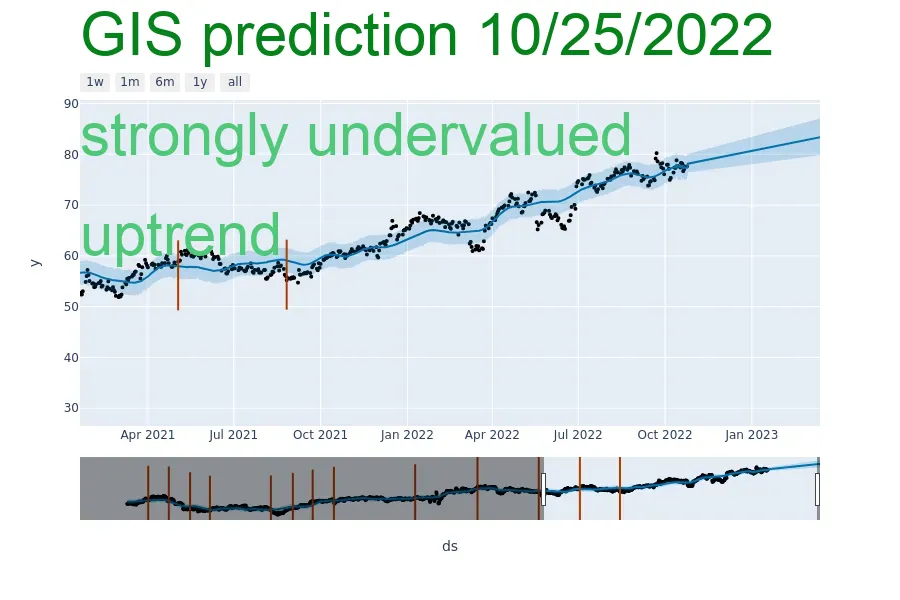 GIS prediction 10/25/2022
1w 1m 6m 1y all
90
strongly undervalued
80
70
uptrend
60
y
50
40
30
Apr 2021 Jul 2021 Oct 2021 Jan 2022 Apr 2022 Jul 2022 Oct 2022 Jan 2023
ds